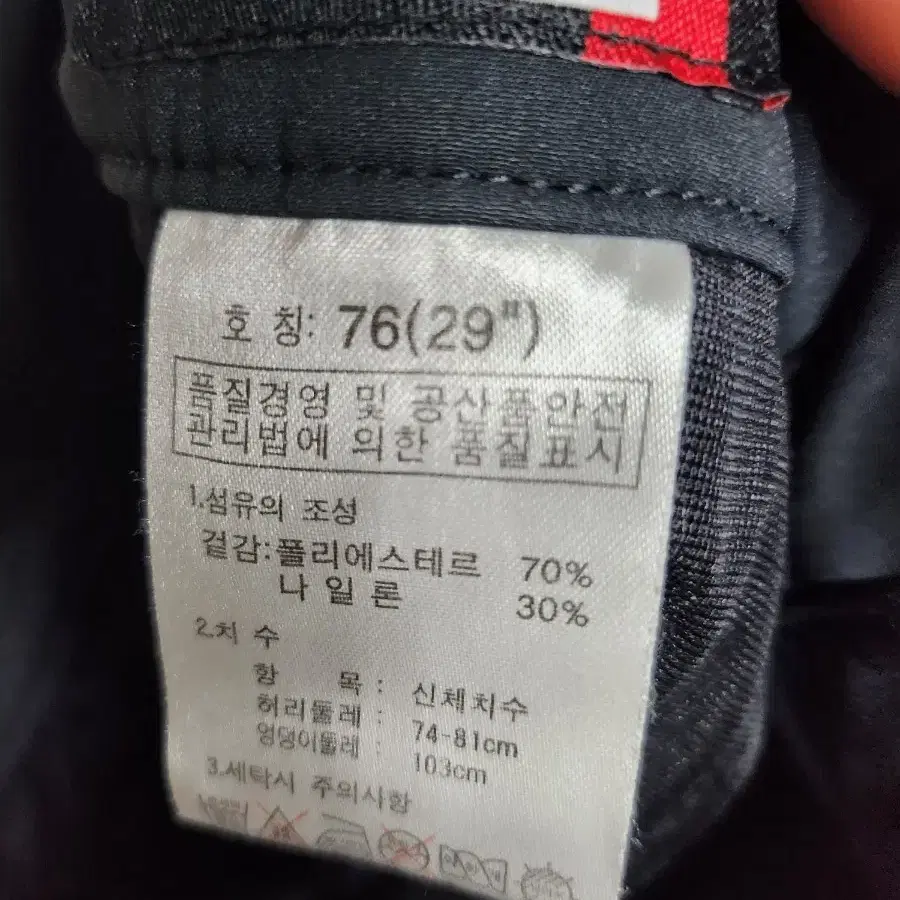 호 칭: 76(29")
품질경영 및 공산품안전
관리법에 의한 품질표시
1.섬유의 조성
겉감:폴리에스테르 70%
나 일 론 30%
2.치 수
항 목 : 신체치수
허리둘레 : 74-81cm
엉덩이둘레 : 103cm
3.세탁시 주의사항